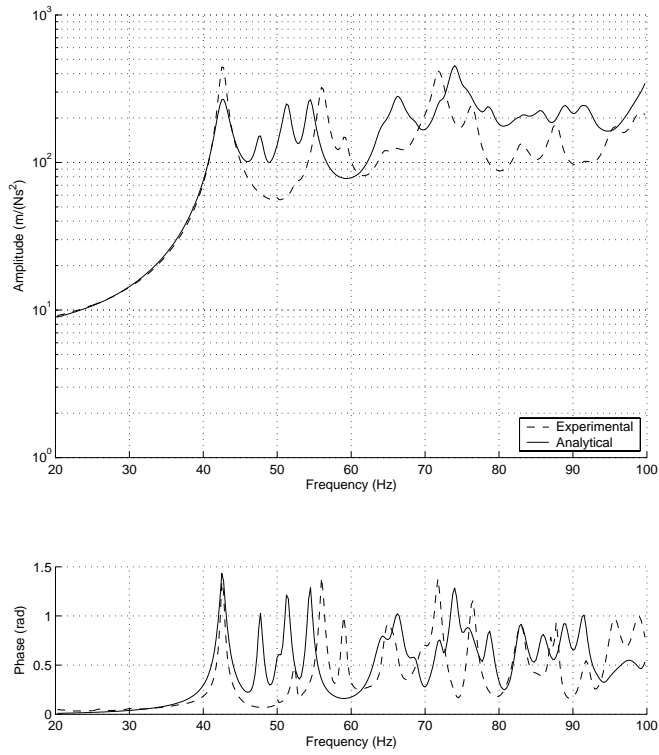 10³
10²
10¹
10⁰
Amplitude (m/(Ns²)
20 30 40 50 60 70 80 90 100
Frequency (Hz)
Experimental
Analytical
1.5
1
0.5
0
Phase (rad)
20 30 40 50 60 70 80 90 100
Frequency (Hz)